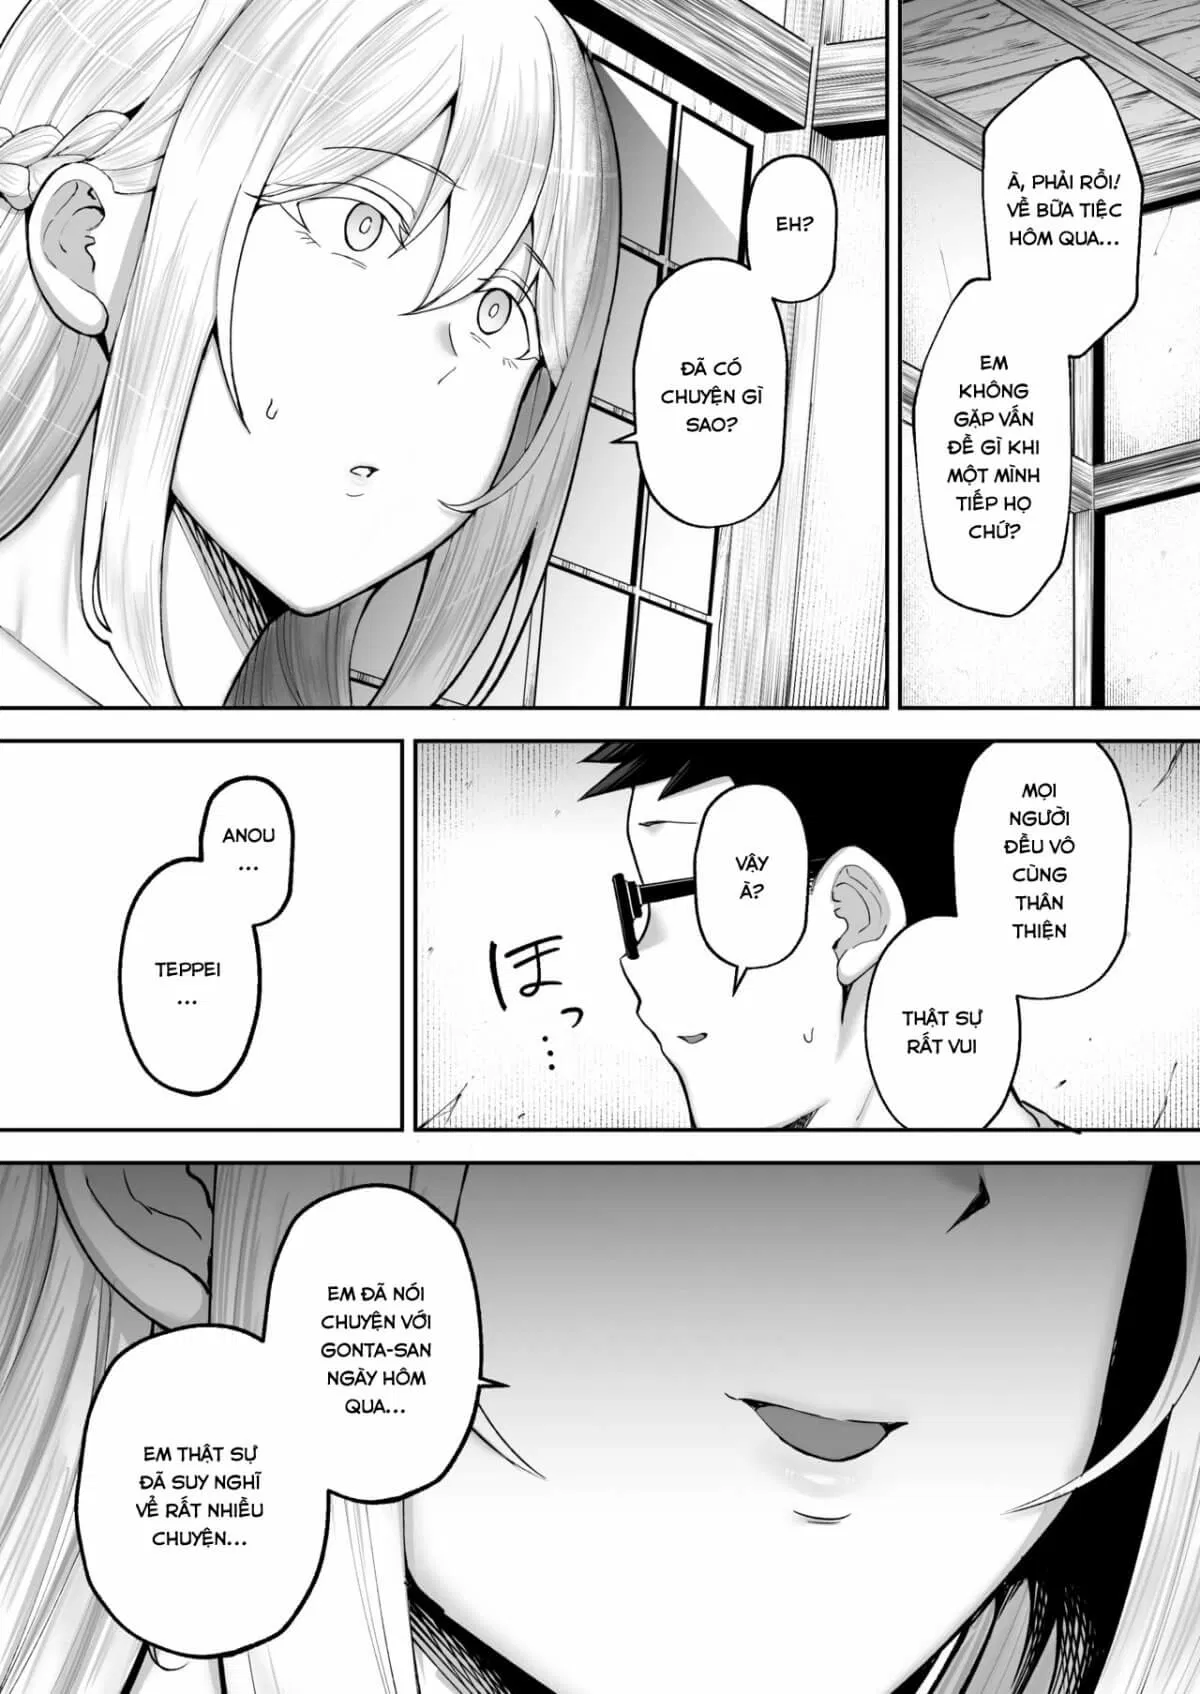 À, PHẢI RỒI!
VỀ BỮA TIỆC
HÔM QUA...
EM
KHÔNG
GẶP VẤN
ĐỀ GÌ KHI
MỘT MÌNH
TIẾP HỌ
CHỨ?
EH?
ĐÃ CÓ
CHUYỆN GÌ
SAO?
MỌI
NGƯỜI
ĐỀU VÔ
CÙNG
THÂN
THIỆN
THẬT SỰ
RẤT VUI
VẬY
À?
ほっ...
ANOU
...
TEPPEI
...
EM ĐÃ NÓI
CHUYỆN VỚI
GONTA-SAN
NGÀY HÔM
QUA...
EM THẬT SỰ
ĐÃ SUY NGHĨ
VỂ RẤT NHIỀU
CHUYỆN...